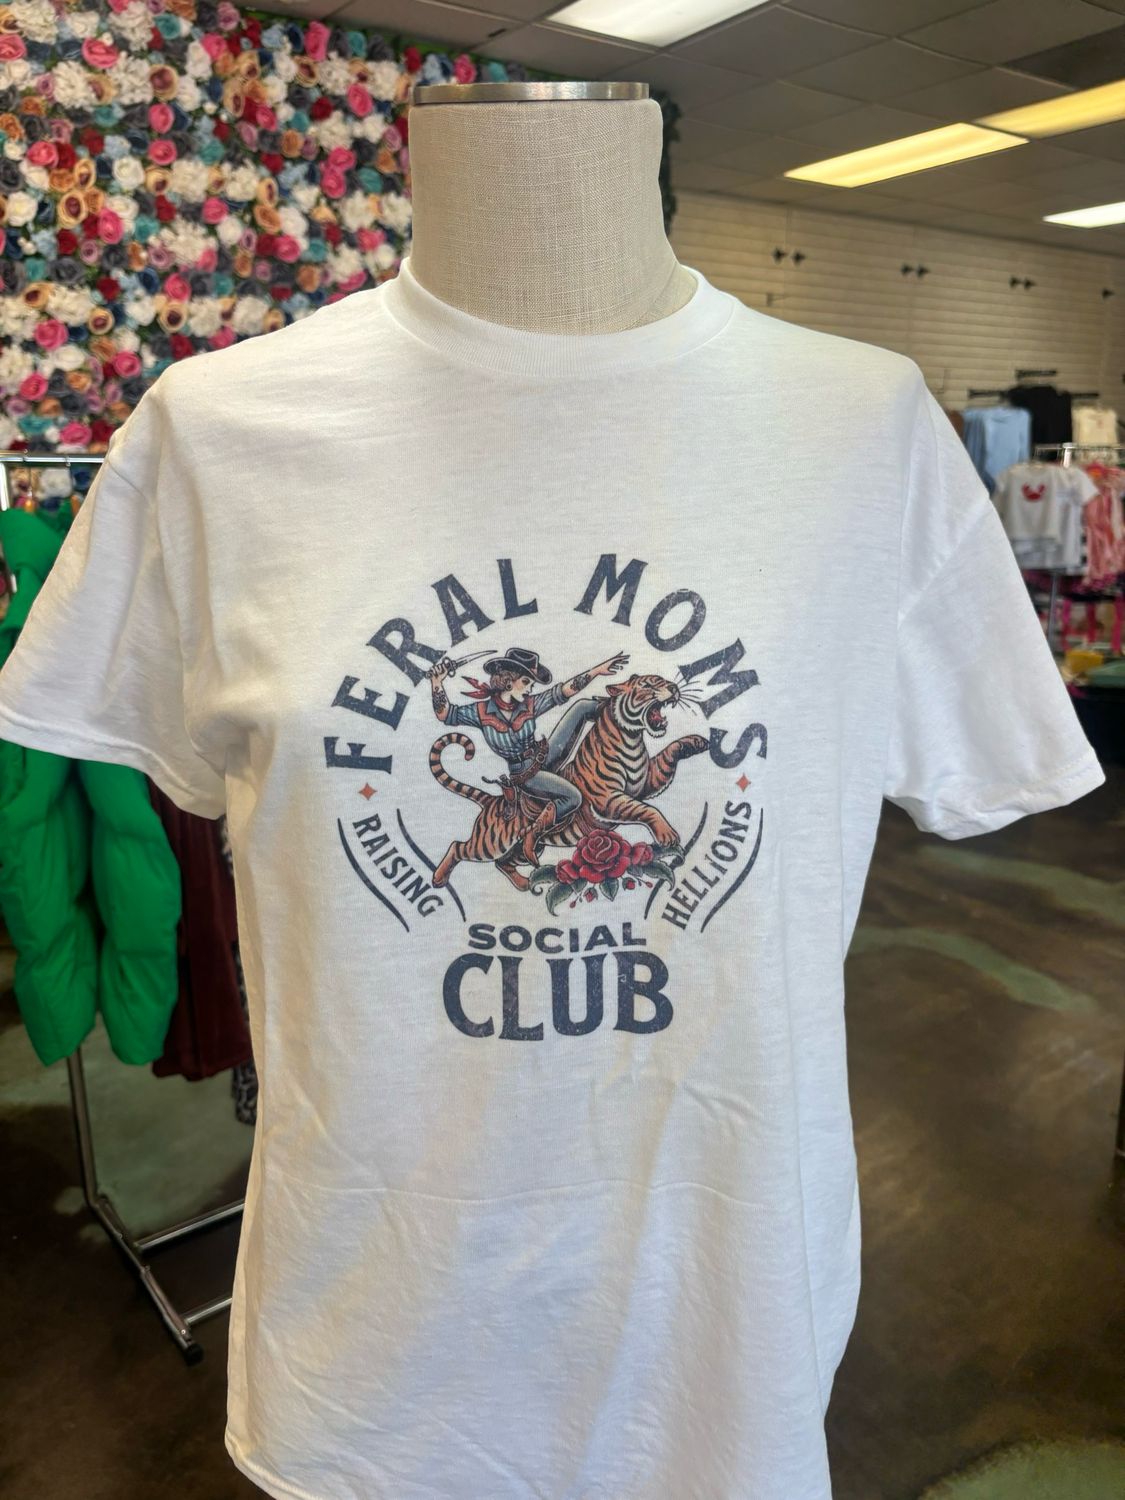 FERAL MOMS
RAISING
HELLIONS
SOCIAL
CLUB